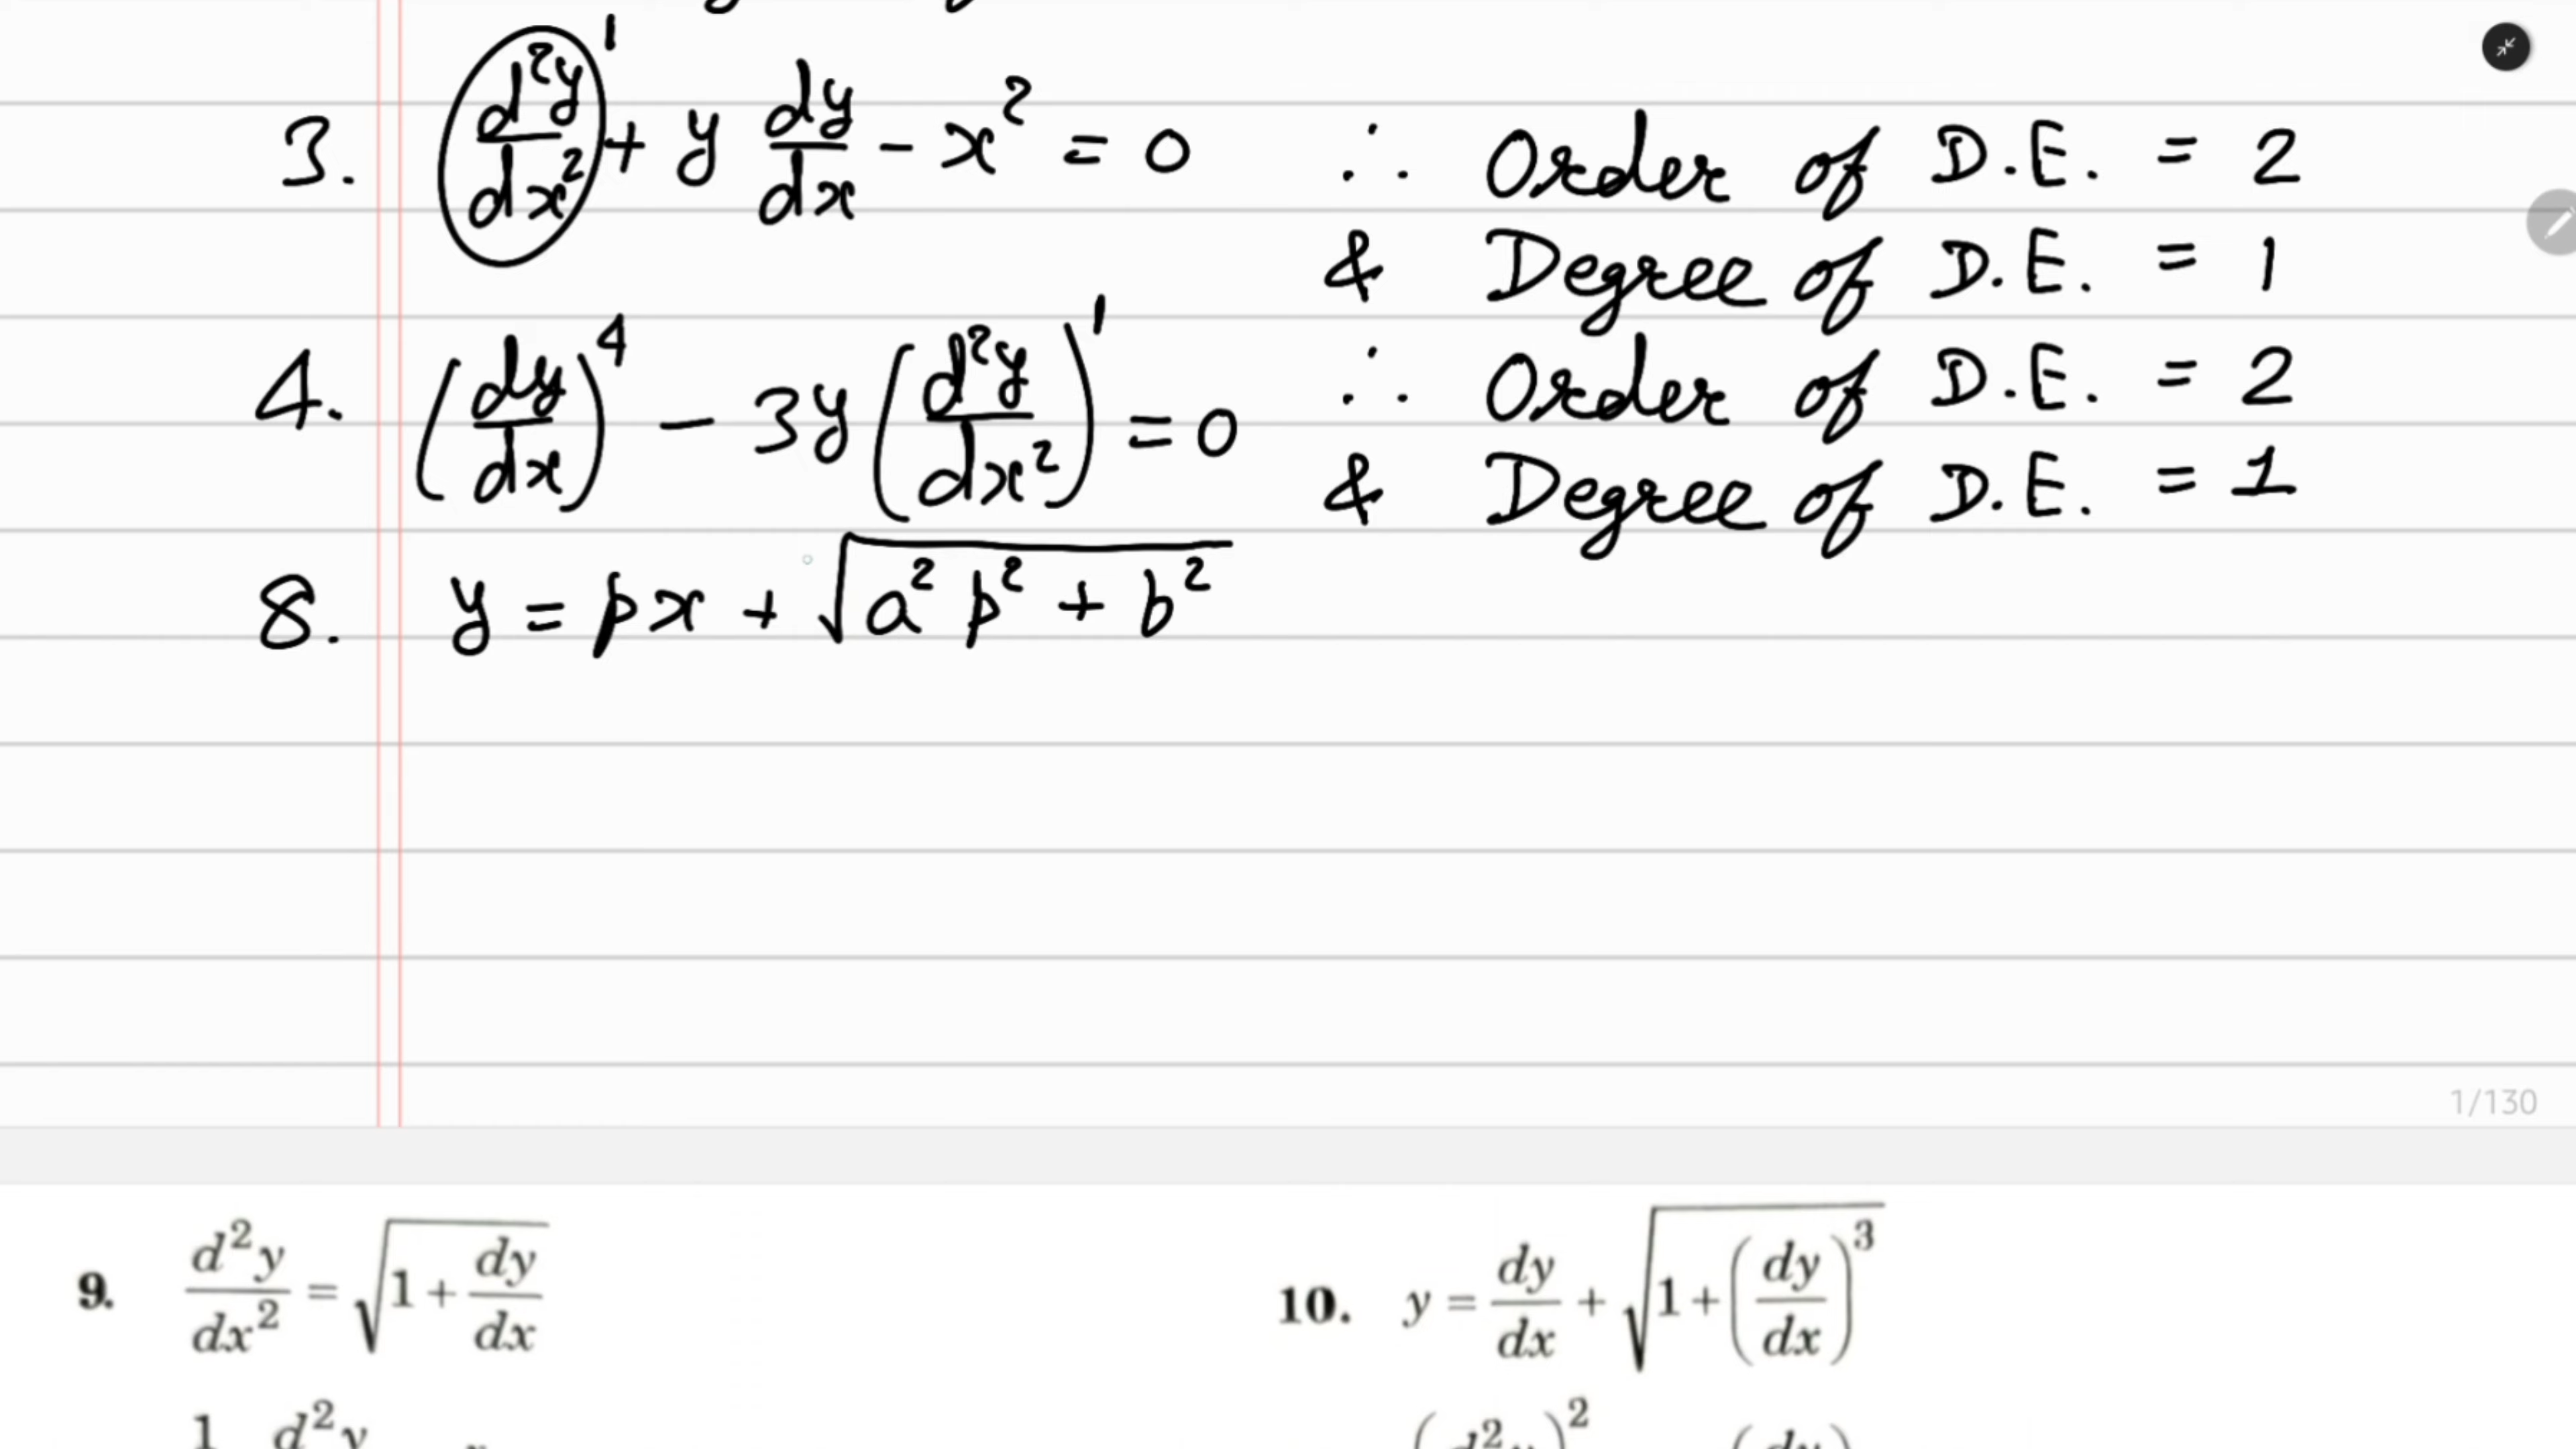 3. d²y/dx² ¹ + y dy/dx - x² = 0 ∴ Order of D.E. = 2
& Degree of D.E. = 1
4. (dy/dx)⁴ - 3y (d²y/dx²)¹ = 0 ∴ Order of D.E. = 2
& Degree of D.E. = 1
8. y = px + √(a²p² + b²)
1/130
9. d²y/dx² = √(1 + dy/dx) 10. y = dy/dx + √(1 + (dy/dx)³)